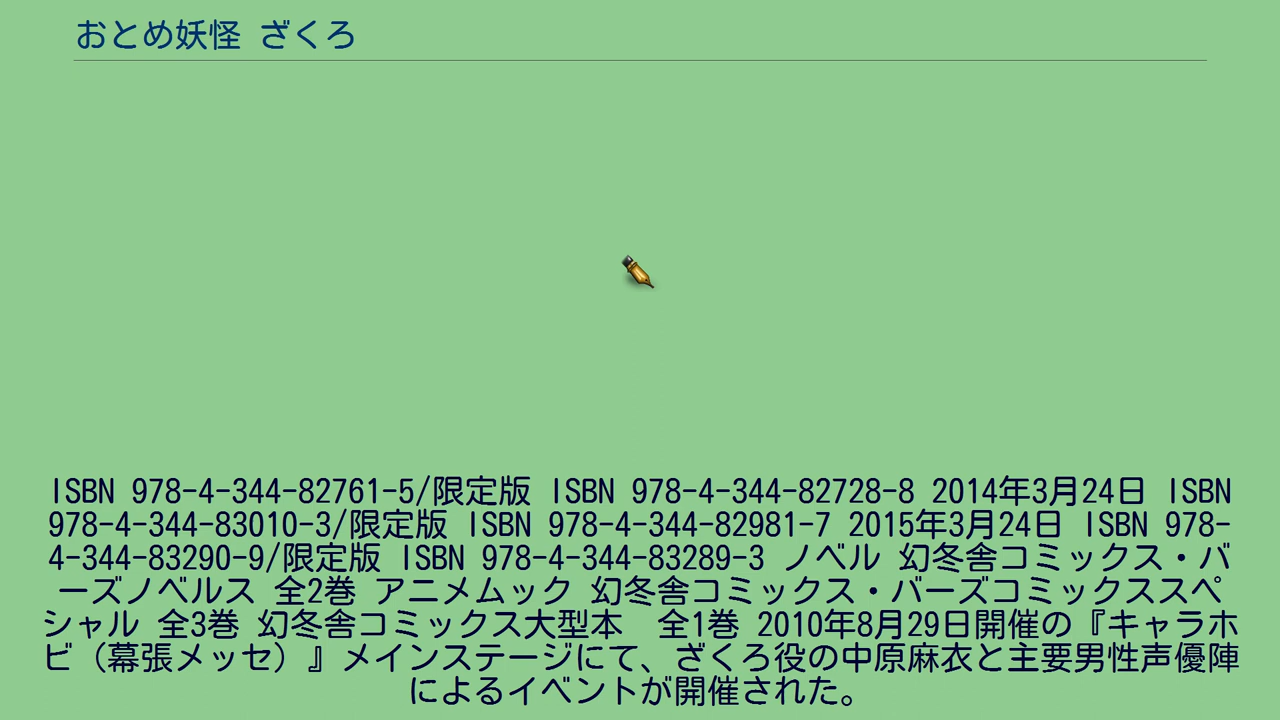 おとめ妖怪 ざくろ
ISBN 978-4-344-82761-5/限定版 ISBN 978-4-344-82728-8 2014年3月24日 ISBN
978-4-344-83010-3/限定版 ISBN 978-4-344-82981-7 2015年3月24日 ISBN 978-
4-344-83290-9/限定版 ISBN 978-4-344-83289-3 ノベル 幻冬舎コミックス・バ
ーズノベルス 全2巻 アニメムック 幻冬舎コミックス・バーズコミックススペ
シャル 全3巻 幻冬舎コミックス大型本　全1巻 2010年8月29日開催の『キャラホ
ビ（幕張メッセ）』メインステージにて、ざくろ役の中原麻衣と主要男性声優陣
によるイベントが開催された。